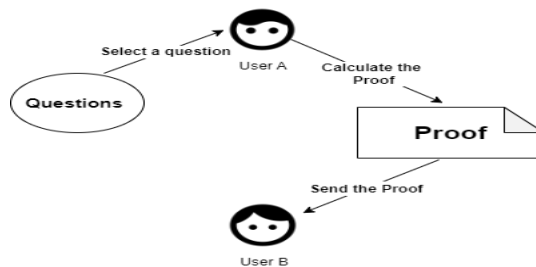 Select a question
User A
Calculate the
Proof
Questions
Proof
Send the Proof
User B